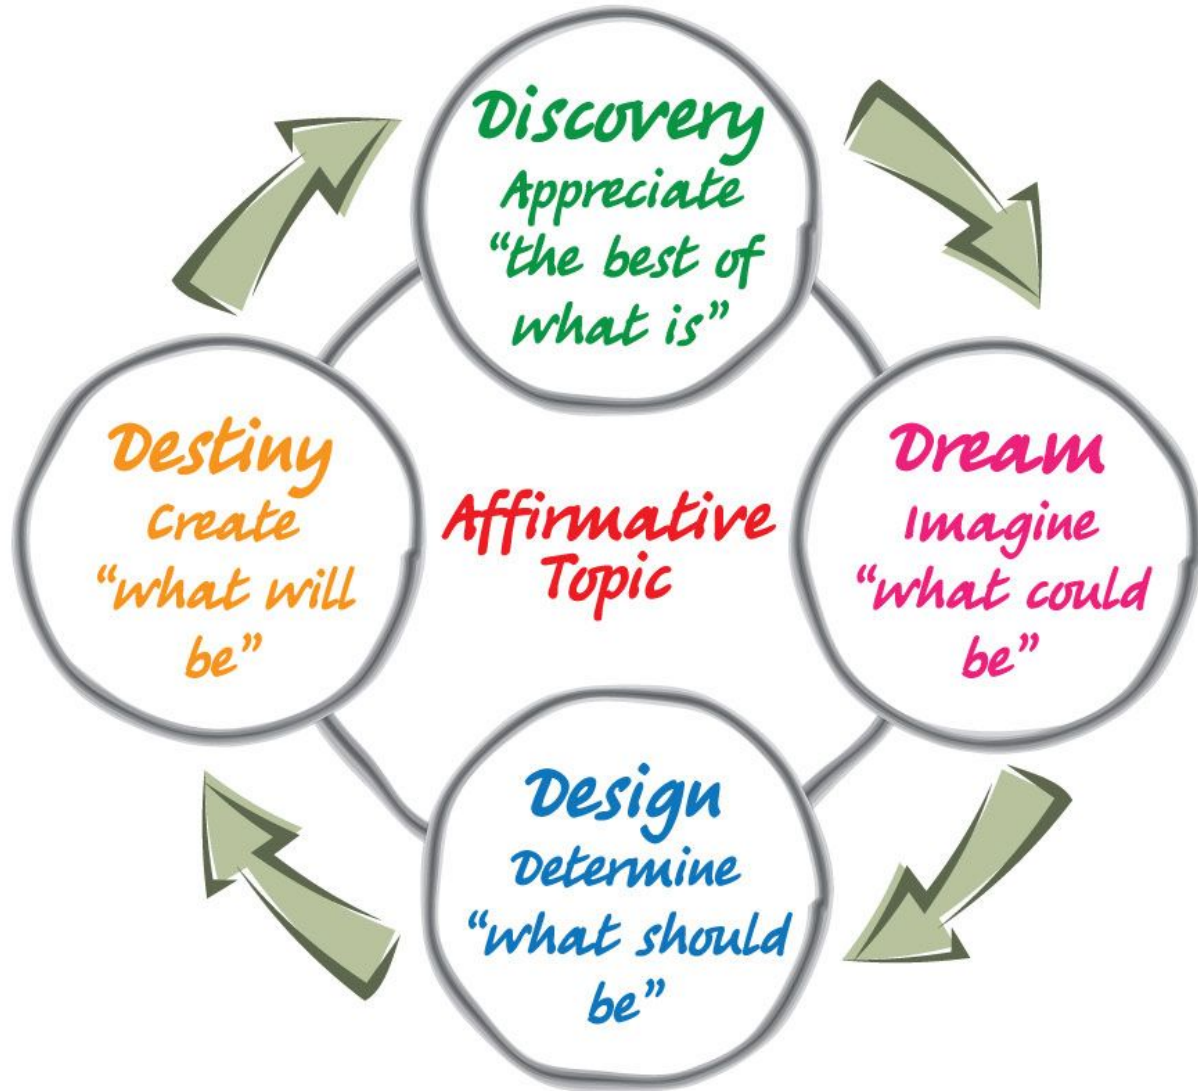 Discovery
Appreciate
“the best of
what is”
Dream
Imagine
“what could
be”
Design
Determine
“what should
be”
Destiny
Create
“what will
be”
Affirmative
Topic